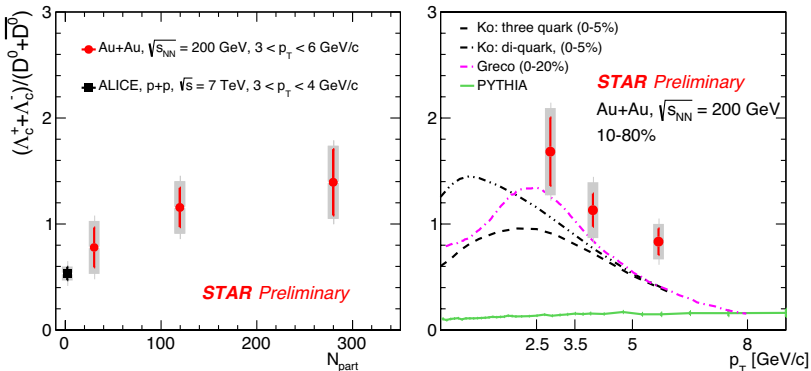 (Λc⁺+Λc⁻)/(D⁰+D̅⁰)
3
2
1
0
Au+Au, √sNN = 200 GeV, 3 < pT < 6 GeV/c
ALICE, p+p, √s = 7 TeV, 3 < pT < 4 GeV/c
STAR Preliminary
0 120 240 300
Npart
3
2
1
0
Ko: three quark (0-5%)
Ko: di-quark, (0-5%)
Greco (0-20%)
PYTHIA
STAR Preliminary
Au+Au, √sNN = 200 GeV
10-80%
2.5 3.5 5 8
pT [GeV/c]